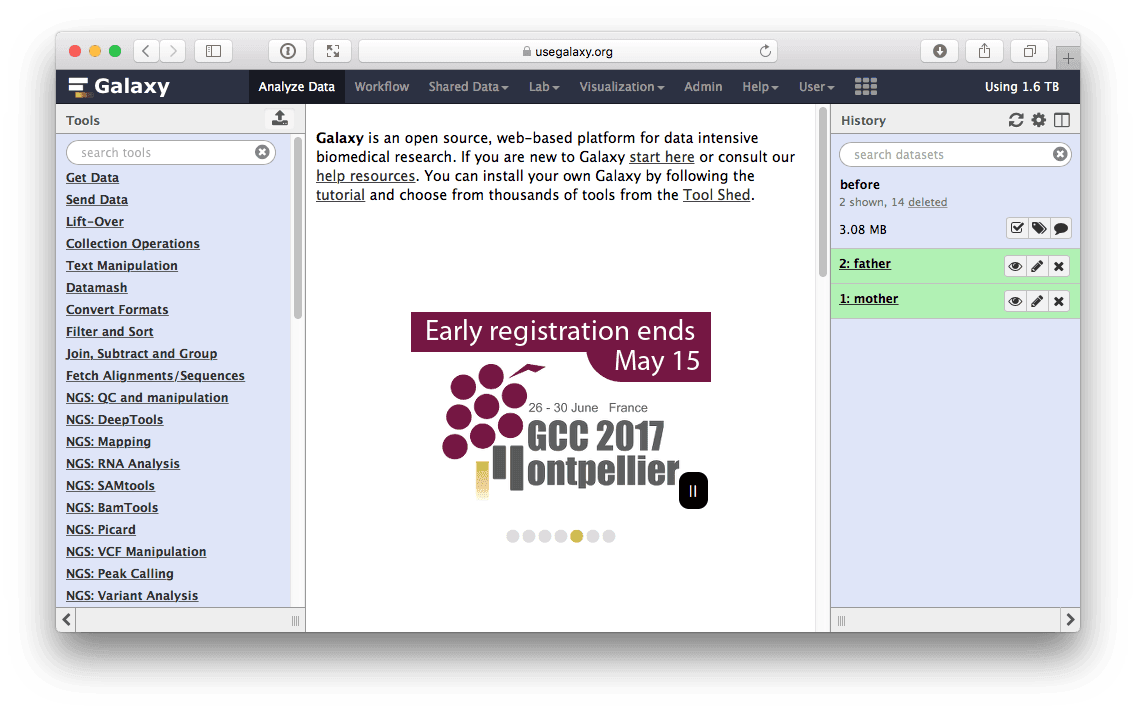 usegalaxy.org
Galaxy
Analyze Data
Workflow
Shared Data
Lab
Visualization
Admin
Help
User
Using 1.6 TB
Tools
search tools
Get Data
Send Data
Lift-Over
Collection Operations
Text Manipulation
Datamash
Convert Formats
Filter and Sort
Join, Subtract and Group
Fetch Alignments/Sequences
NGS: QC and manipulation
NGS: DeepTools
NGS: Mapping
NGS: RNA Analysis
NGS: SAMtools
NGS: BamTools
NGS: Picard
NGS: VCF Manipulation
NGS: Peak Calling
NGS: Variant Analysis
Galaxy is an open source, web-based platform for data intensive
biomedical research. If you are new to Galaxy start here or consult our
help resources. You can install your own Galaxy by following the
tutorial and choose from thousands of tools from the Tool Shed.
Early registration ends
May 15
26 - 30 June France
GCC 2017
Montpellier
History
search datasets
before
2 shown, 14 deleted
3.08 MB
2: father
1: mother